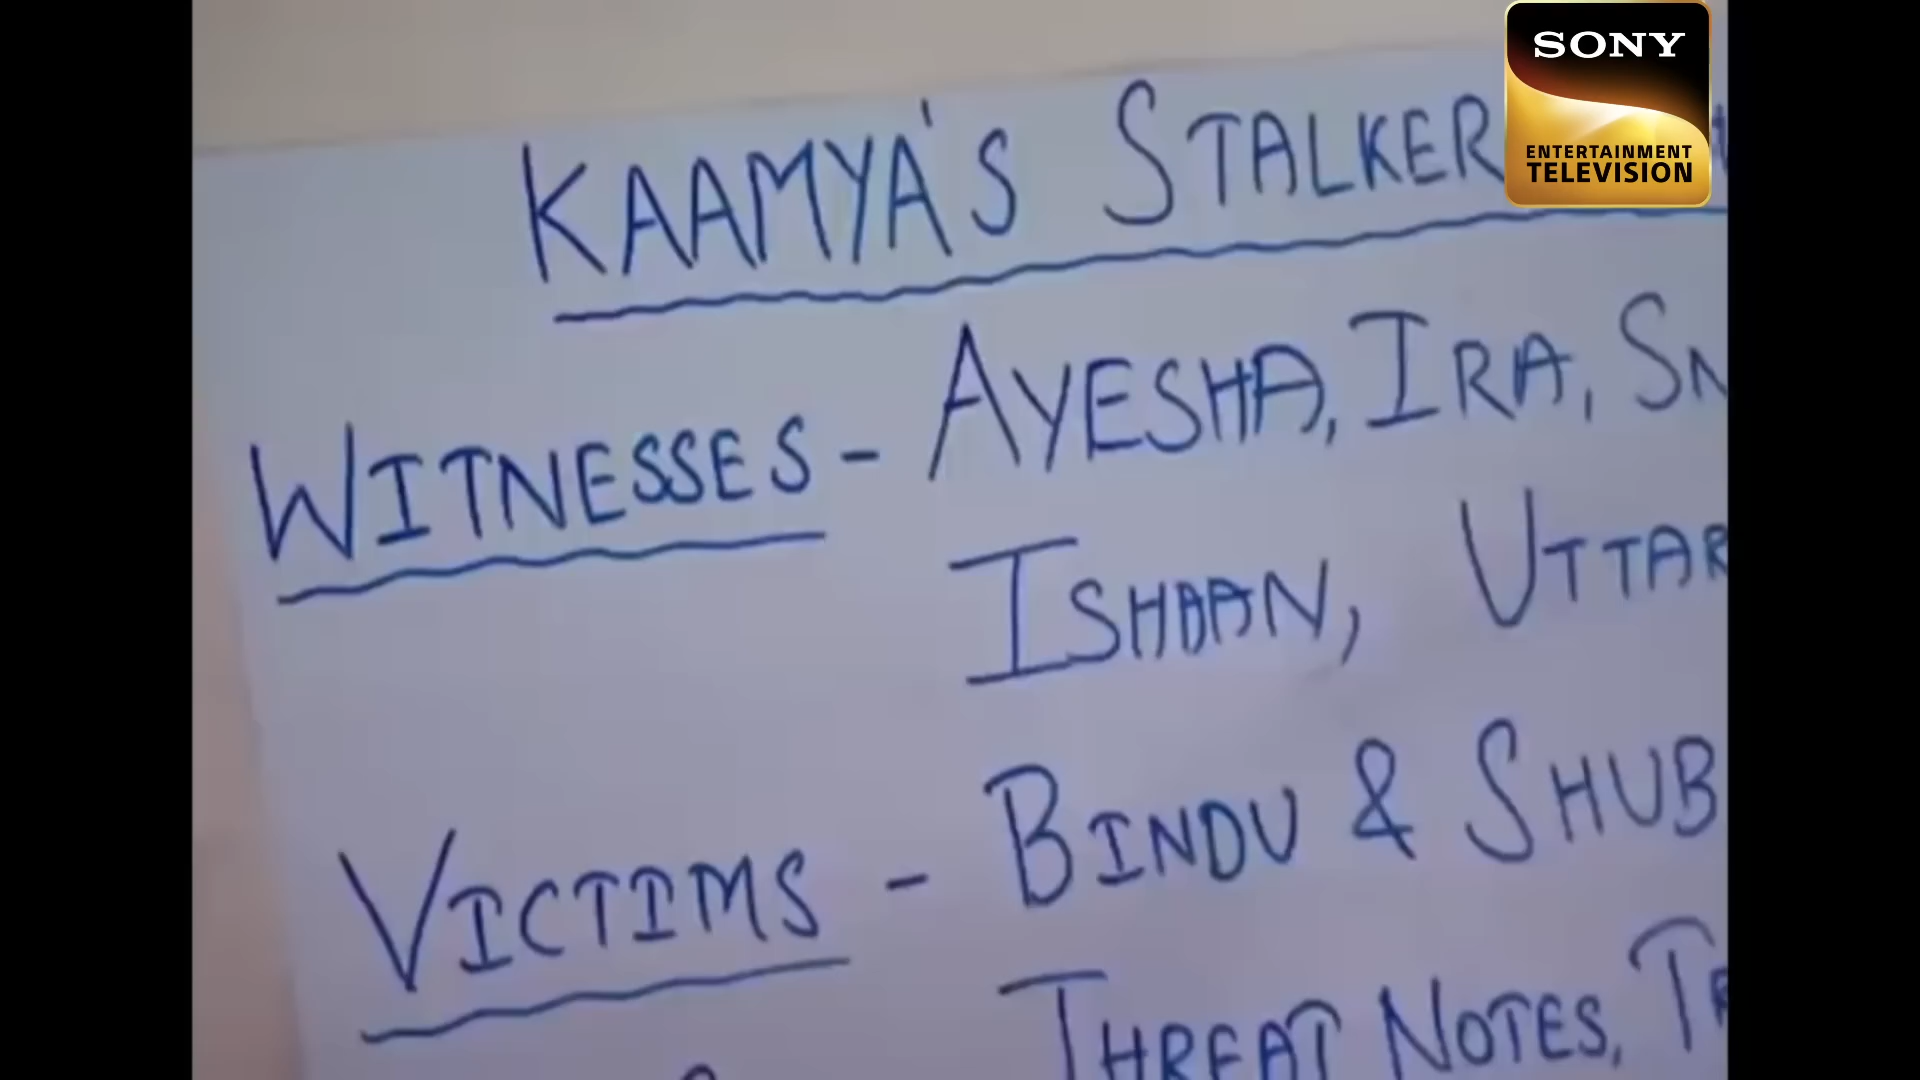 SONY
ENTERTAINMENT
TELEVISION
KAAMYA'S STALKER
WITNESSES - AYESHA, IRA,
ISHAAN,
VICTIMS - BINDU &
THREAT NOTES,